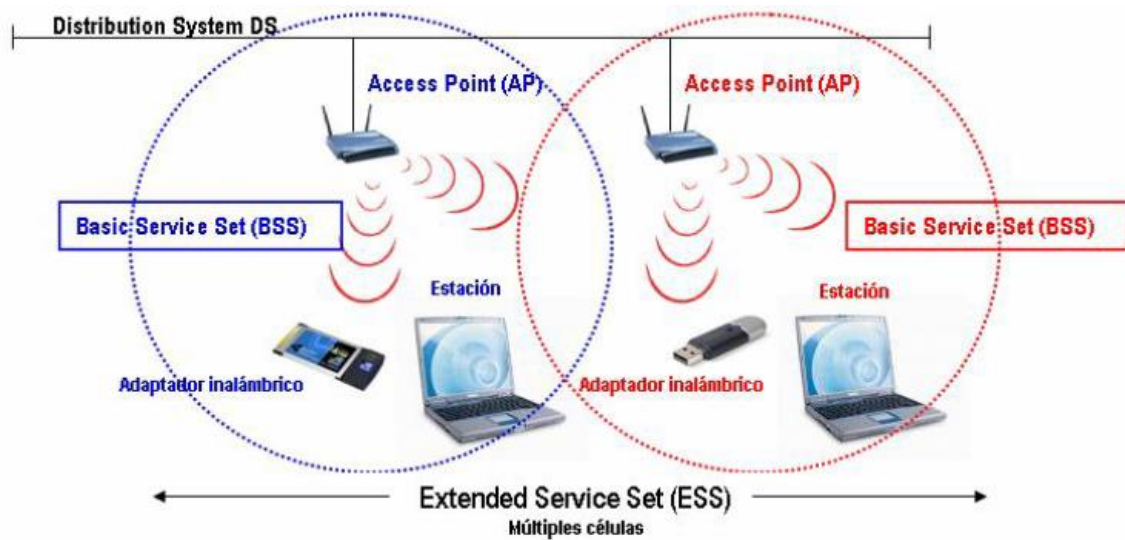 Distribution System DS
Access Point (AP)
Access Point (AP)
Basic Service Set (BSS)
Basic Service Set (BSS)
Estación
Estación
Adaptador inalámbrico
Adaptador inalámbrico
Extended Service Set (ESS)
Múltiples células